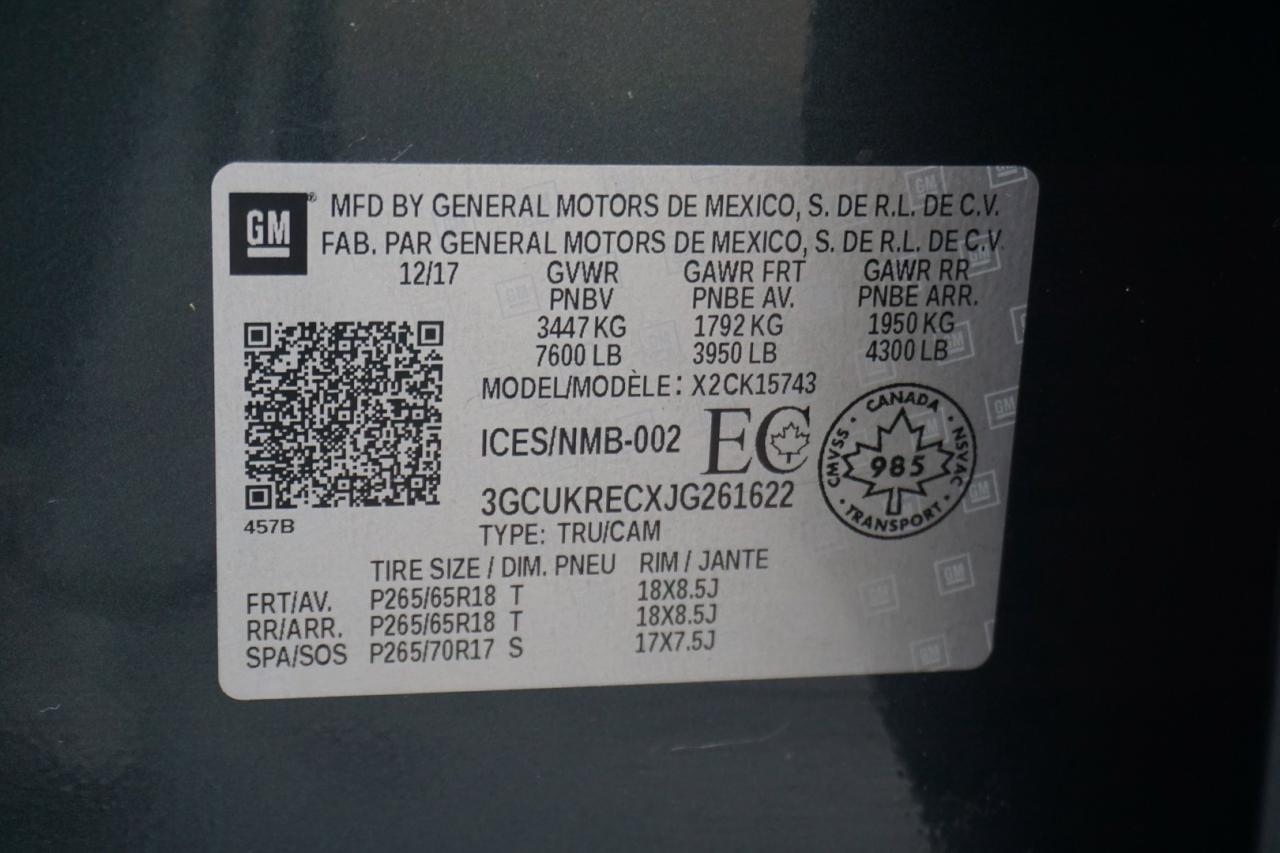 GM ® MFD BY GENERAL MOTORS DE MEXICO, S. DE R.L. DE C.V.
FAB. PAR GENERAL MOTORS DE MEXICO, S. DE R.L. DE C.V.
12/17 GVWR GAWR FRT GAWR RR
PNBV PNBE AV. PNBE ARR.
3447 KG 1792 KG 1950 KG
7600 LB 3950 LB 4300 LB
MODEL/MODÈLE: X2CK15743
ICES/NMB-002 EC
CANADA
CMVSS 985 NSVAC
TRANSPORT
3GCUKRECXJG261622
457B
TYPE: TRU/CAM
TIRE SIZE / DIM. PNEU RIM / JANTE
FRT/AV. P265/65R18 T 18X8.5J
RR/ARR. P265/65R18 T 18X8.5J
SPA/SOS P265/70R17 S 17X7.5J